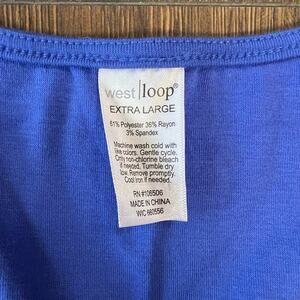 west|loop®
EXTRA LARGE
61% Polyester 36% Rayon
3% Spandex
Machine wash cold with
like colors. Gentle cycle.
Only non-chlorine bleach
if needed. Tumble dry
low. Remove promptly.
Cool iron if needed.
RN #106506
MADE IN CHINA
WIC 660556